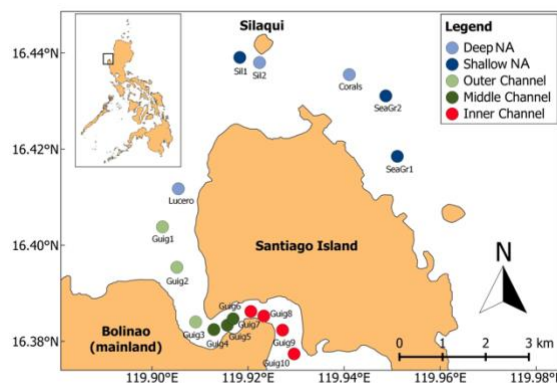 Silaqui
16.44°N
16.42°N
16.40°N
16.38°N
Legend
Deep NA
Shallow NA
Outer Channel
Middle Channel
Inner Channel
Sil1
Sil2
Corals
SeaGr2
SeaGr1
Lucero
Guig1
Guig2
Guig3
Guig4
Guig5
Guig6
Guig7
Guig8
Guig9
Guig10
Santiago Island
Bolinao
(mainland)
N
0 1 2 3 km
119.90°E 119.92°E 119.94°E 119.96°E